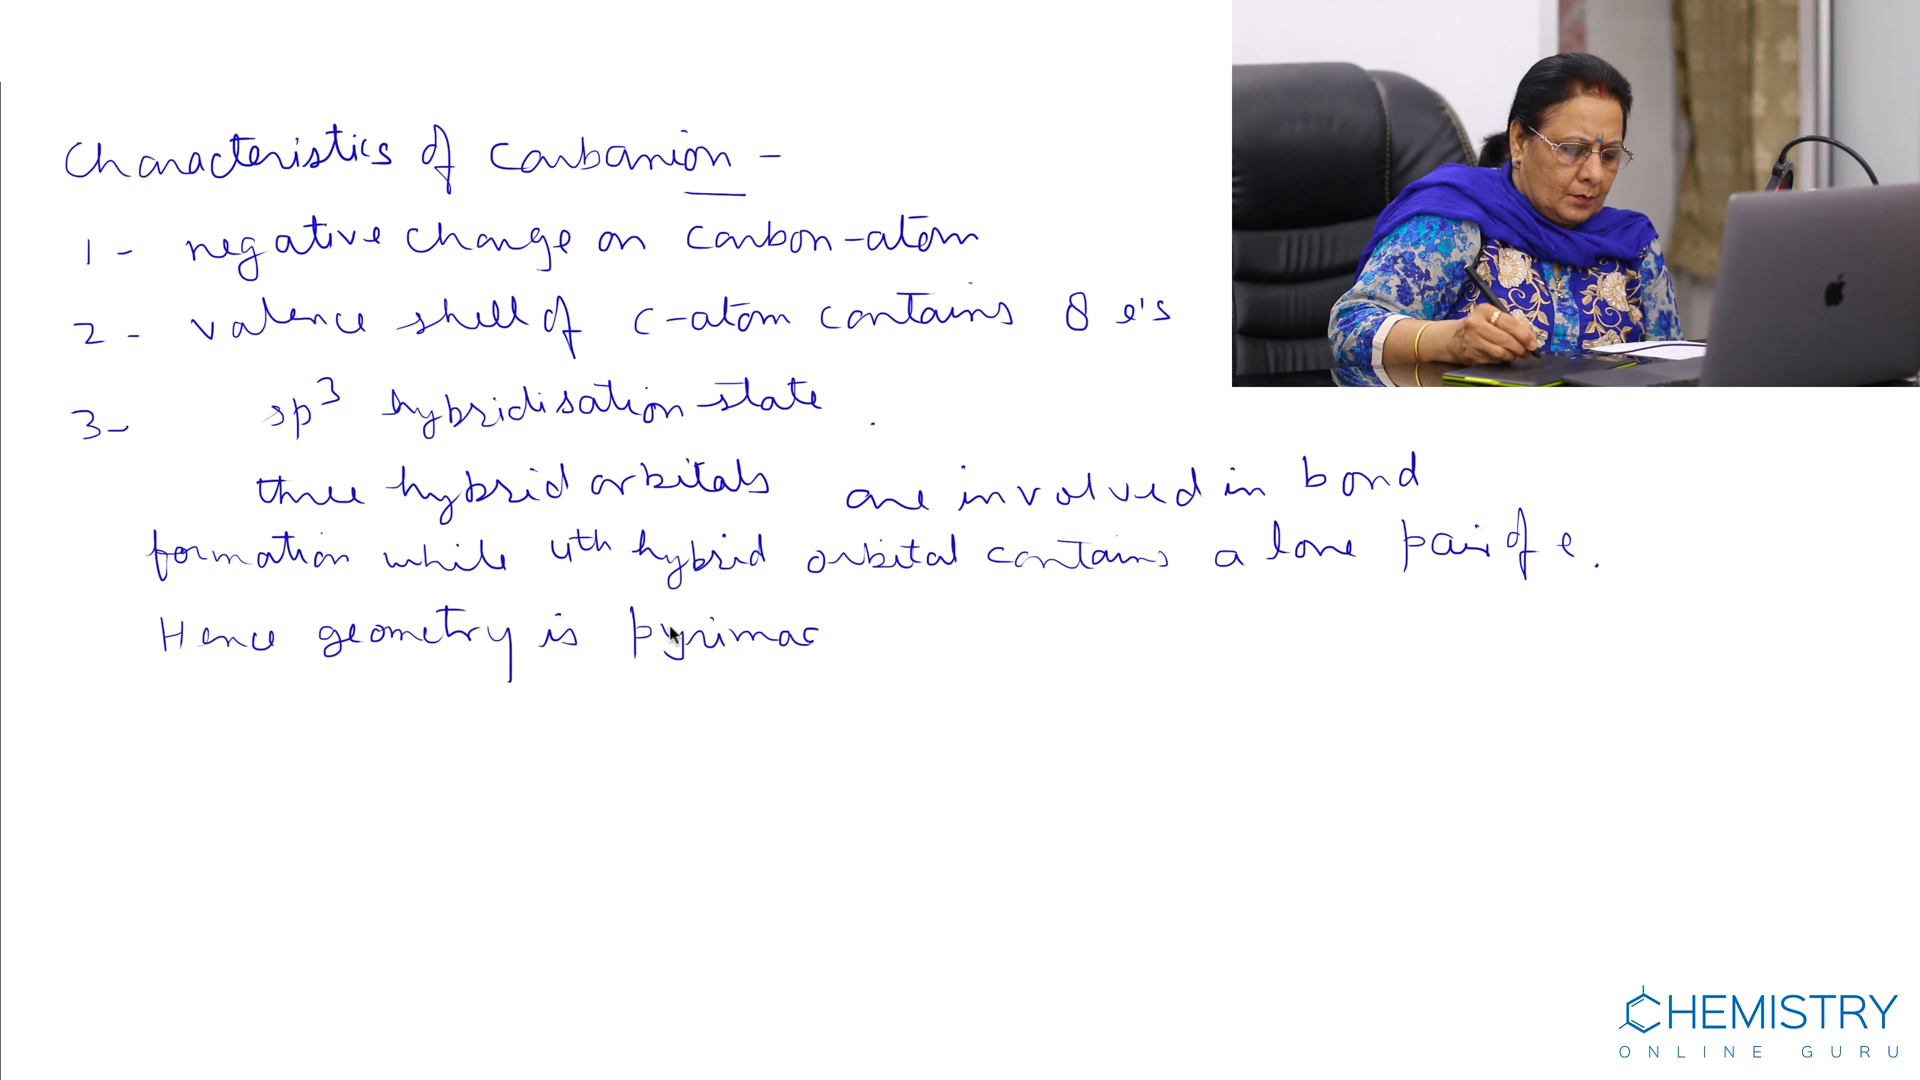 Characteristics of Carbanion -
1 - negative charge on carbon-atom
2 - valence shell of c-atom contains 8 e's
3- sp3 hybridisation state .
three hybrid orbitals are involved in bond
formation while 4th hybrid orbital contains a lone pair of e.
Hence geometry is pyrimac
CHEMISTRY
ONLINE GURU